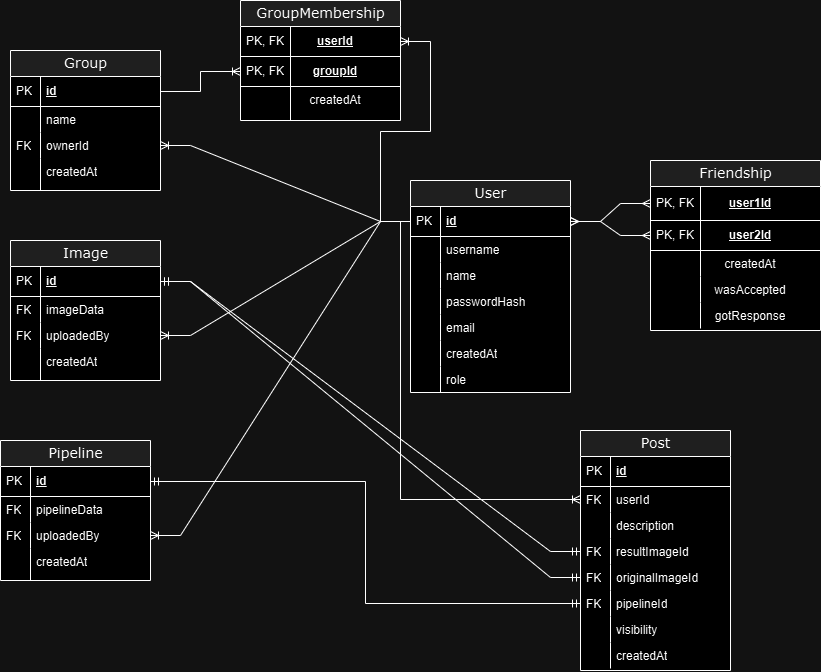 GroupMembership
PK, FK userId
PK, FK groupId
createdAt
Group
PK id
name
FK ownerId
createdAt
User
PK id
username
name
passwordHash
email
createdAt
role
Friendship
PK, FK user1Id
PK, FK user2Id
createdAt
wasAccepted
gotResponse
Image
PK id
FK imageData
FK uploadedBy
createdAt
Pipeline
PK id
FK pipelineData
FK uploadedBy
createdAt
Post
PK id
FK userId
description
FK resultImageId
FK originalImageId
FK pipelineId
visibility
createdAt